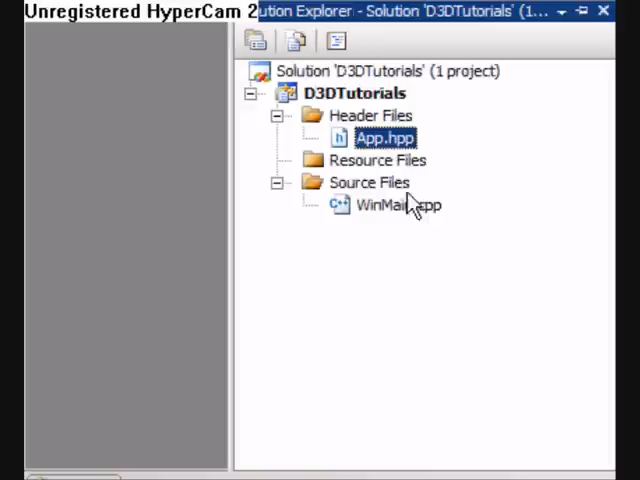 Unregistered HyperCam 2
ution Explorer - Solution 'D3DTutorials' (1...
Solution 'D3DTutorials' (1 project)
D3DTutorials
Header Files
h App.hpp
Resource Files
Source Files
C++ WinMain.cpp